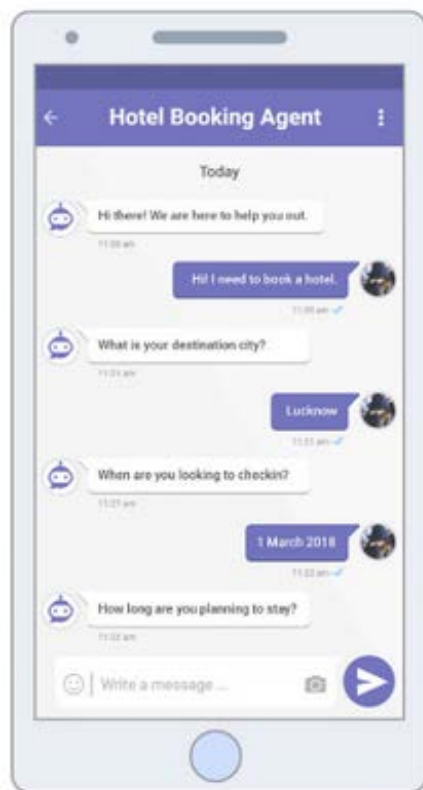 Hotel Booking Agent
Today
Hi there! We are here to help you out.
Hi! I need to book a hotel.
What is your destination city?
Lucknow
When are you looking to checkin?
1 March 2018
How long are you planning to stay?
Write a message ...